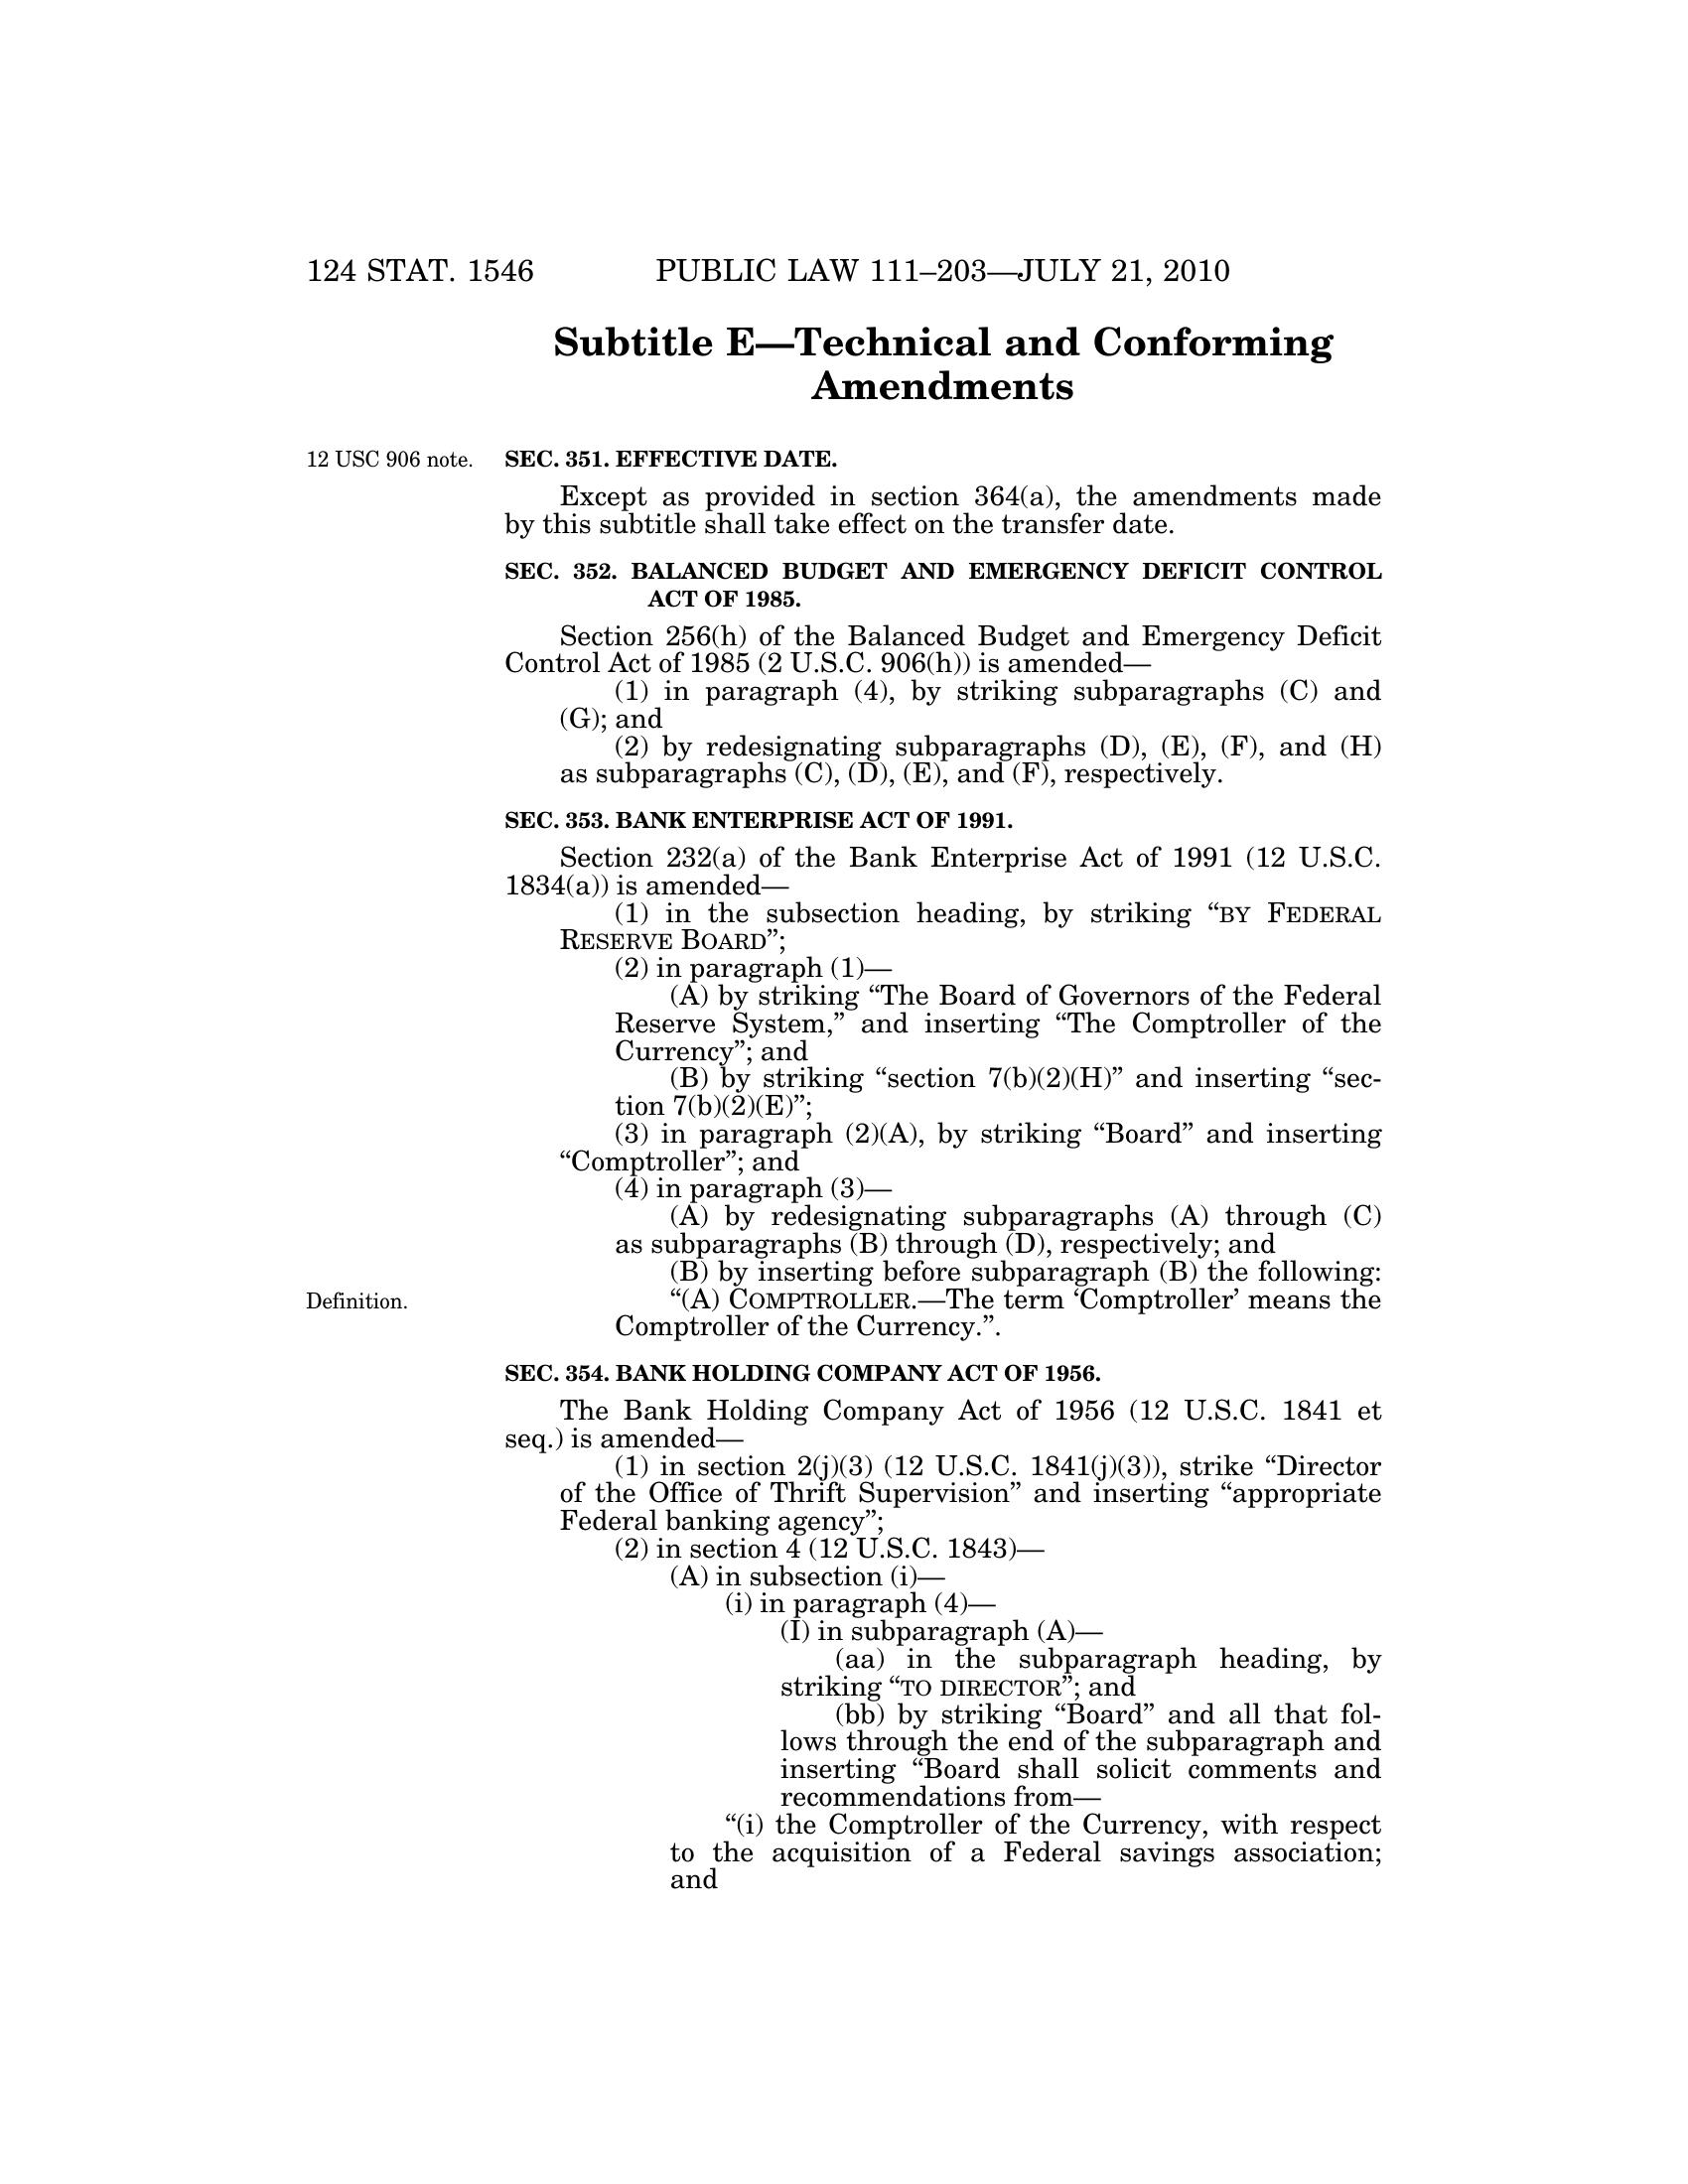 124 STAT. 1546 PUBLIC LAW 111–203—JULY 21, 2010
Subtitle E—Technical and Conforming
Amendments
12 USC 906 note. SEC. 351. EFFECTIVE DATE.
Except as provided in section 364(a), the amendments made
by this subtitle shall take effect on the transfer date.
SEC. 352. BALANCED BUDGET AND EMERGENCY DEFICIT CONTROL
ACT OF 1985.
Section 256(h) of the Balanced Budget and Emergency Deficit
Control Act of 1985 (2 U.S.C. 906(h)) is amended—
(1) in paragraph (4), by striking subparagraphs (C) and
(G); and
(2) by redesignating subparagraphs (D), (E), (F), and (H)
as subparagraphs (C), (D), (E), and (F), respectively.
SEC. 353. BANK ENTERPRISE ACT OF 1991.
Section 232(a) of the Bank Enterprise Act of 1991 (12 U.S.C.
1834(a)) is amended—
(1) in the subsection heading, by striking “BY FEDERAL
RESERVE BOARD”;
(2) in paragraph (1)—
(A) by striking “The Board of Governors of the Federal
Reserve System,” and inserting “The Comptroller of the
Currency”; and
(B) by striking “section 7(b)(2)(H)” and inserting “sec-
tion 7(b)(2)(E)”;
(3) in paragraph (2)(A), by striking “Board” and inserting
“Comptroller”; and
(4) in paragraph (3)—
(A) by redesignating subparagraphs (A) through (C)
as subparagraphs (B) through (D), respectively; and
(B) by inserting before subparagraph (B) the following:
Definition. “(A) COMPTROLLER.—The term ‘Comptroller’ means the
Comptroller of the Currency.”.
SEC. 354. BANK HOLDING COMPANY ACT OF 1956.
The Bank Holding Company Act of 1956 (12 U.S.C. 1841 et
seq.) is amended—
(1) in section 2(j)(3) (12 U.S.C. 1841(j)(3)), strike “Director
of the Office of Thrift Supervision” and inserting “appropriate
Federal banking agency”;
(2) in section 4 (12 U.S.C. 1843)—
(A) in subsection (i)—
(i) in paragraph (4)—
(I) in subparagraph (A)—
(aa) in the subparagraph heading, by
striking “TO DIRECTOR”; and
(bb) by striking “Board” and all that fol-
lows through the end of the subparagraph and
inserting “Board shall solicit comments and
recommendations from—
“(i) the Comptroller of the Currency, with respect
to the acquisition of a Federal savings association;
and